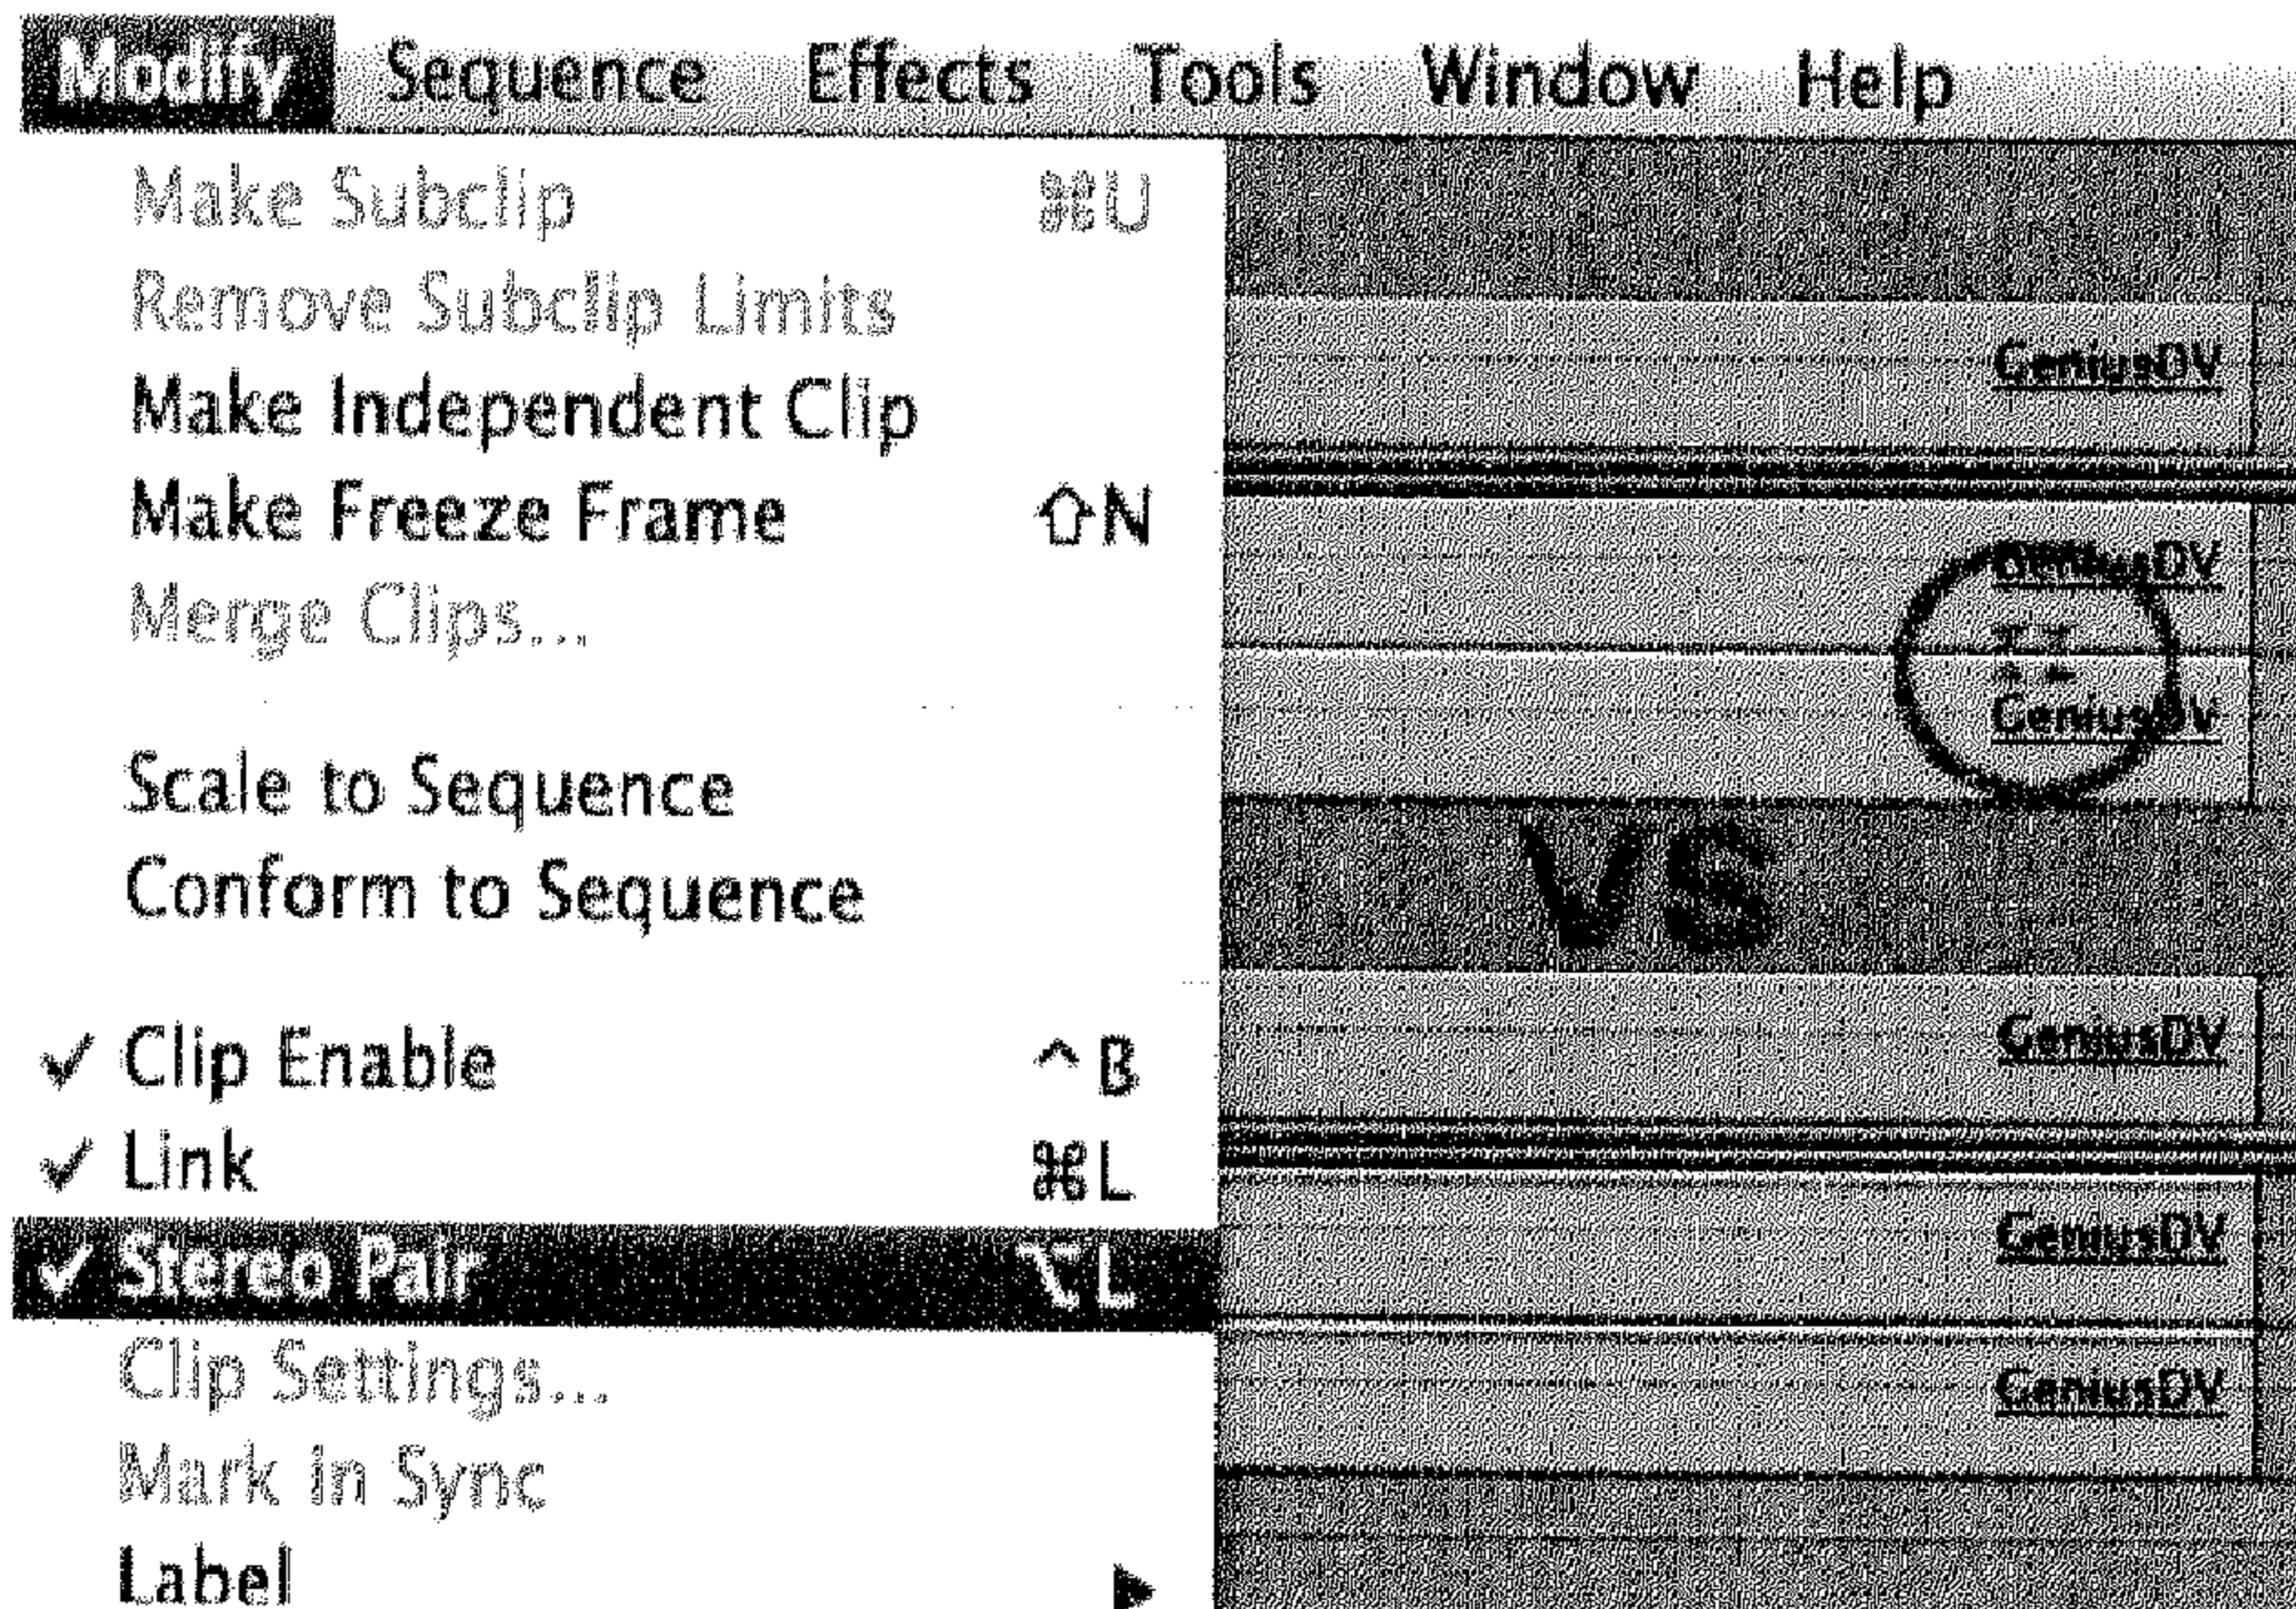 Modify Sequence Effects Tools Window Help
Make Subclip ⌘U
Remove Subclip Limits
Make Independent Clip
Make Freeze Frame ⇧N
Merge Clips...
Scale to Sequence
Conform to Sequence
✓ Clip Enable ^B
✓ Link ⌘L
✓ Stereo Pair ⌥L
Clip Settings...
Mark in Sync
Label ▶
GeniusDV
GeniusDV
GeniusDV
VS
GeniusDV
GeniusDV
GeniusDV